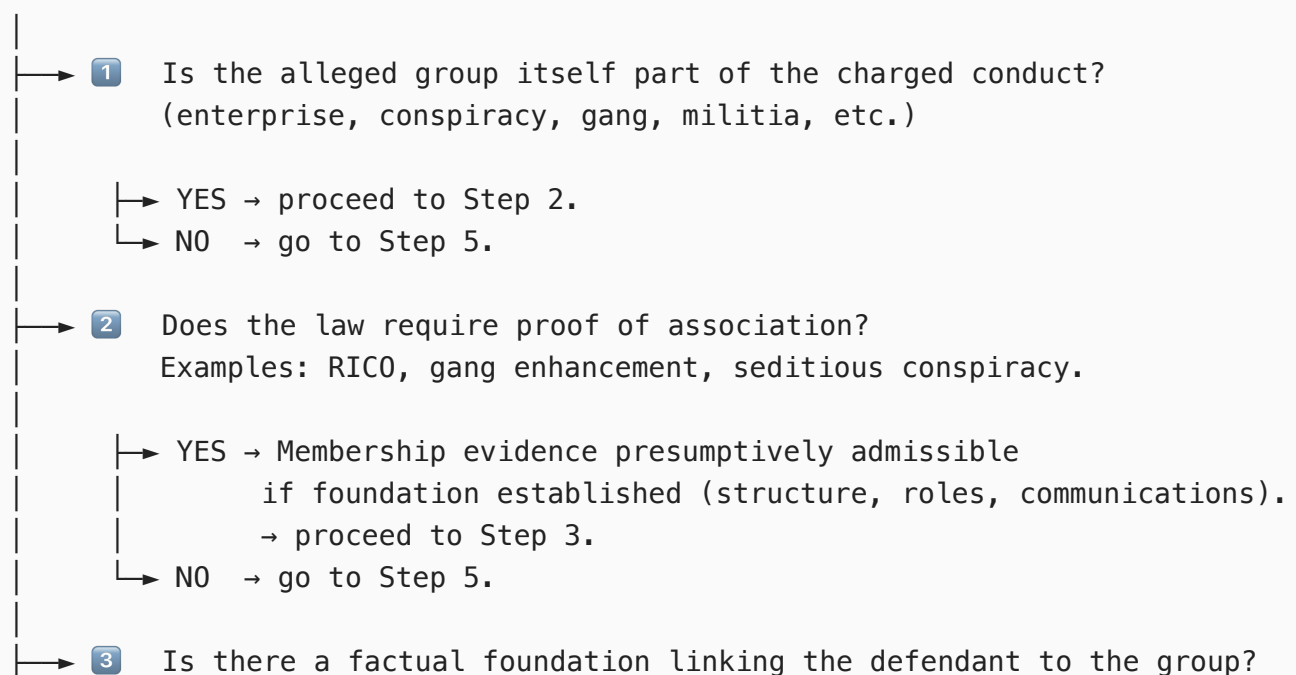 1️⃣ Is the alleged group itself part of the charged conduct?
(enterprise, conspiracy, gang, militia, etc.)
YES → proceed to Step 2.
NO → go to Step 5.
2️⃣ Does the law require proof of association?
Examples: RICO, gang enhancement, seditious conspiracy.
YES → Membership evidence presumptively admissible
if foundation established (structure, roles, communications).
→ proceed to Step 3.
NO → go to Step 5.
3️⃣ Is there a factual foundation linking the defendant to the group?